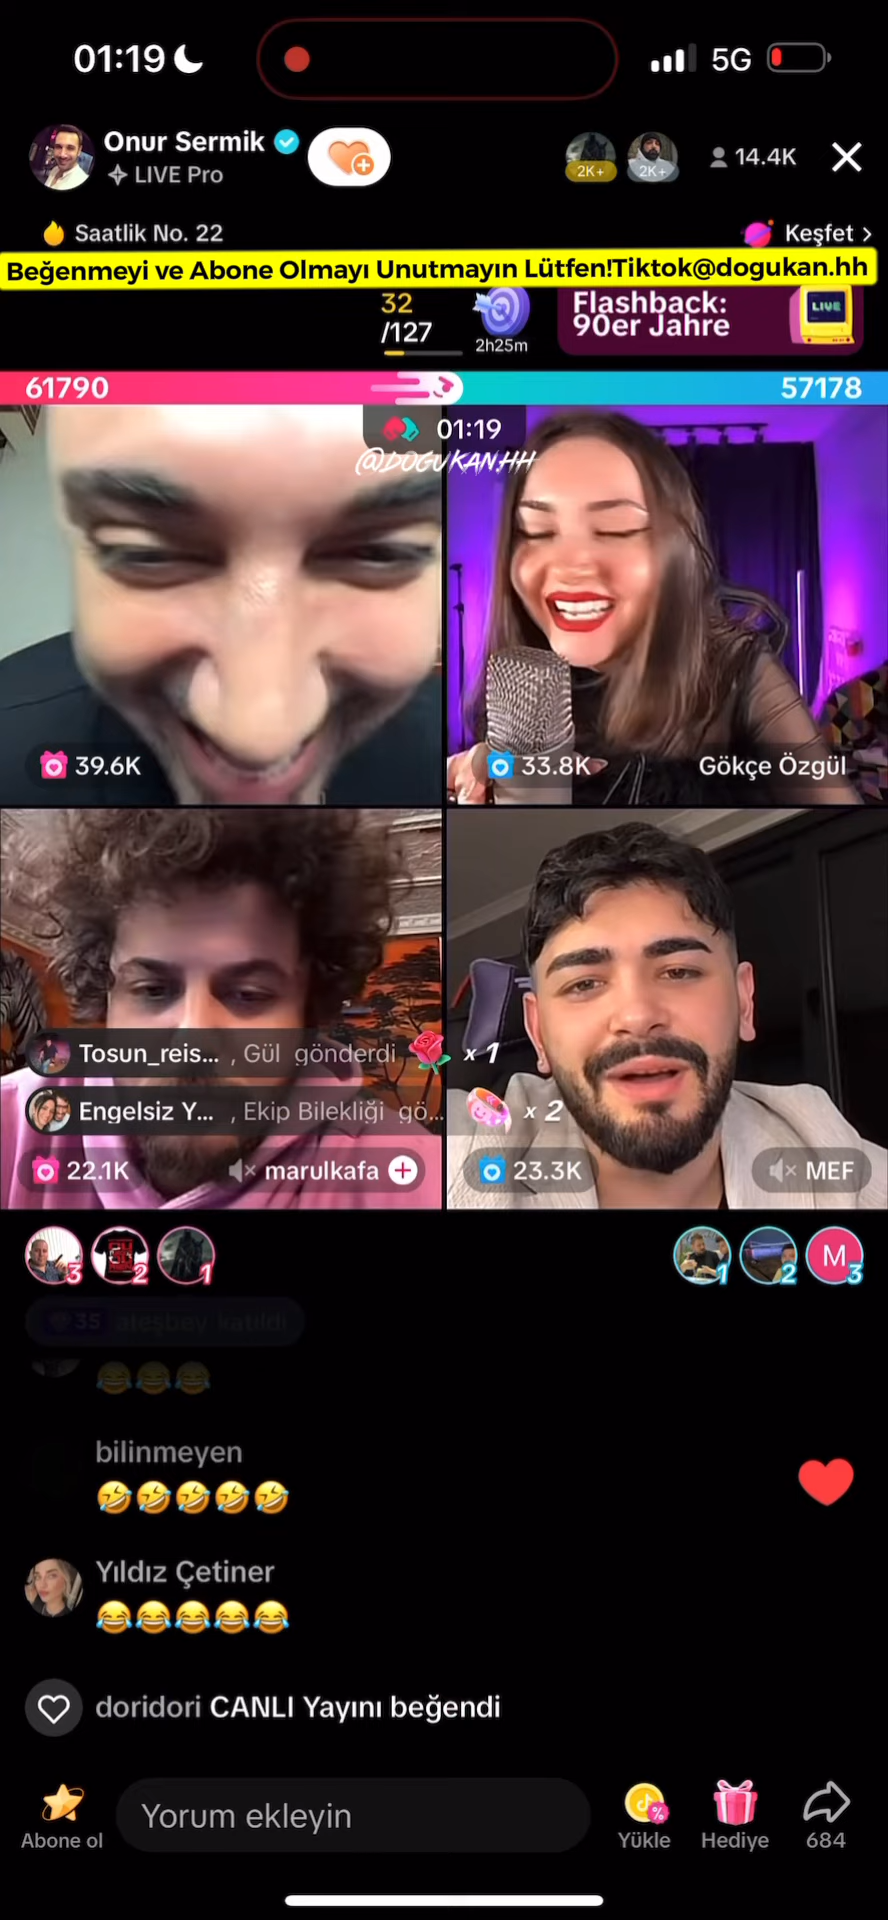 01:19
5G
Onur Sermik
LIVE Pro
2K+
2K+
14.4K
Saatlik No. 22
Keşfet >
Beğenmeyi ve Abone Olmayı Unutmayın Lütfen!Tiktok@dogukan.hh
32
/127
2h25m
Flashback:
90er Jahre
LIVE
61790
57178
01:19
@DOGUKAN.HH
39.6K
33.8K
Gökçe Özgül
Tosun_reis... , Gül gönderdi x 1
Engelsiz Y... , Ekip Bilekliği gö... x 2
22.1K
marulkafa
23.3K
MEF
3
2
1
1
2
M
3
35 ateşbey katıldı
😂😂😂
bilinmeyen
🤣🤣🤣🤣🤣
Yıldız Çetiner
😂😂😂😂😂
doridori CANLI Yayını beğendi
Abone ol
Yorum ekleyin
Yükle
Hediye
684